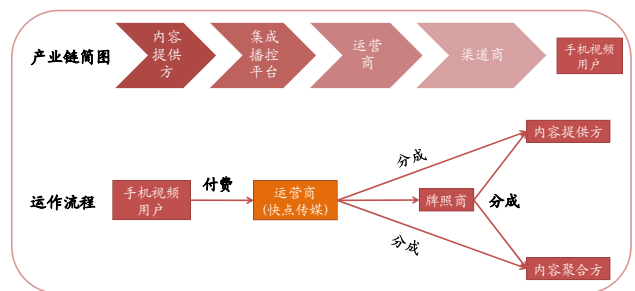 产业链简图
内容
提供
方
集成
播控
平台
运营
商
渠道商
手机视频
用户
运作流程
手机视频
用户
付费
运营商
(快点传媒)
分成
分成
牌照商
分成
内容提供方
内容聚合方